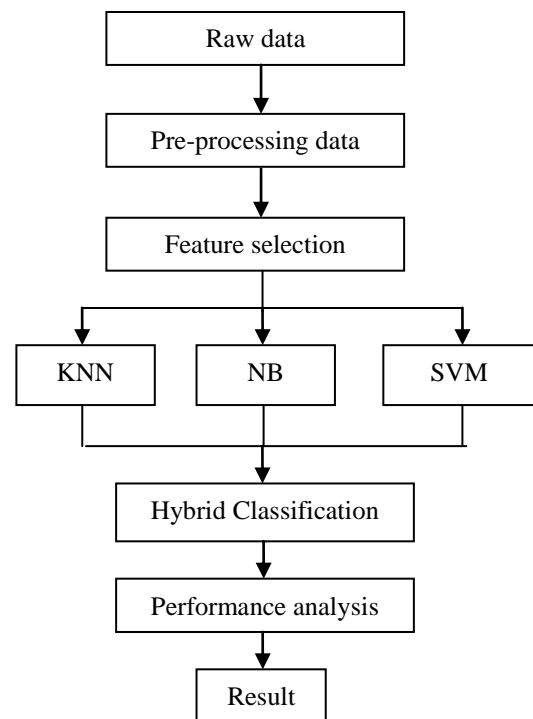 Raw data
Pre-processing data
Feature selection
KNN
NB
SVM
Hybrid Classification
Performance analysis
Result